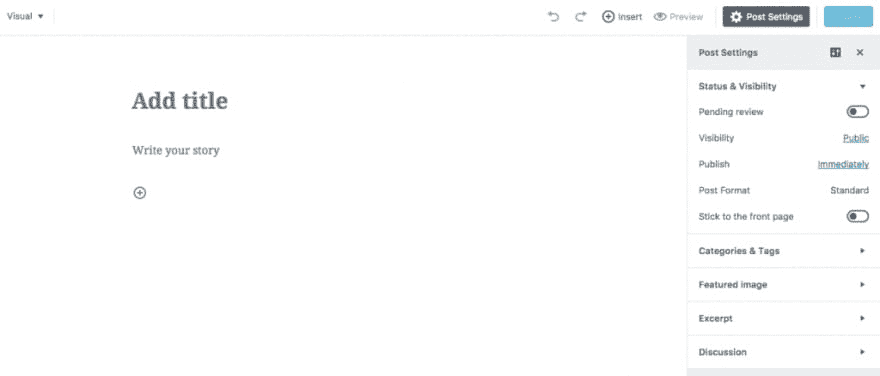 Visual
Insert
Preview
Post Settings
Post Settings
Status & Visibility
Pending review
Visibility Public
Publish Immediately
Post Format Standard
Stick to the front page
Categories & Tags
Featured image
Excerpt
Discussion
Add title
Write your story